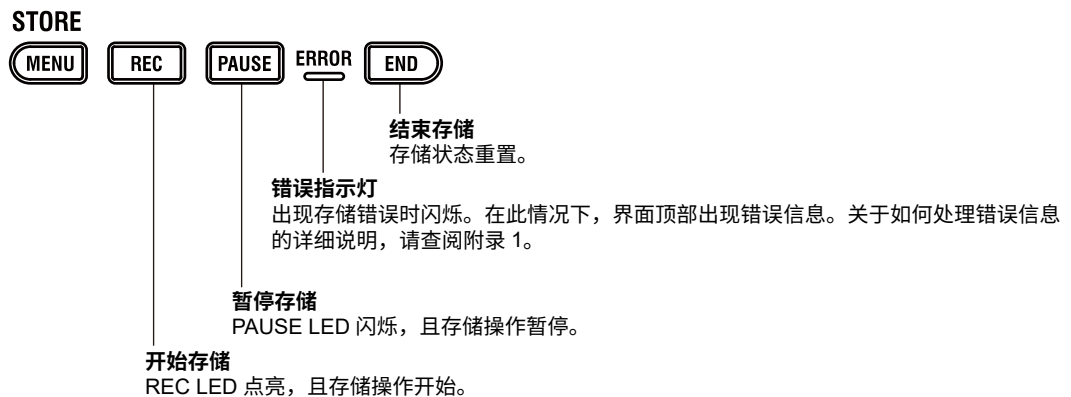 STORE
MENU REC PAUSE ERROR END
结束存储
存储状态重置。
错误指示灯
出现存储错误时闪烁。在此情况下，界面顶部出现错误信息。关于如何处理错误信息
的详细说明，请查阅附录 1。
暂停存储
PAUSE LED 闪烁，且存储操作暂停。
开始存储
REC LED 点亮，且存储操作开始。